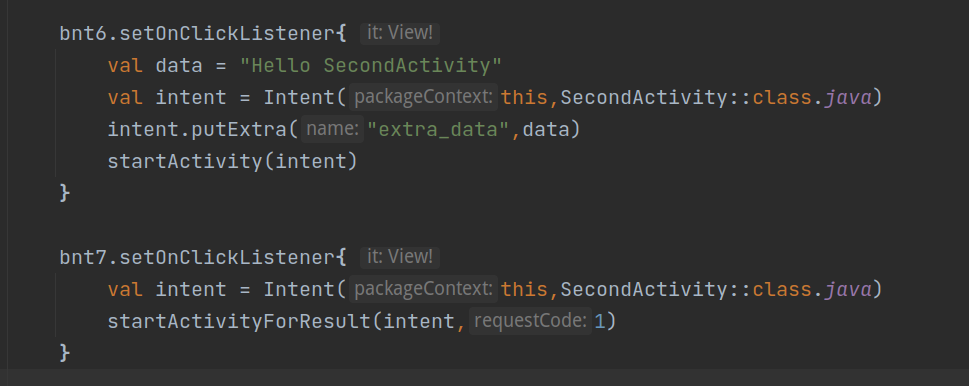 bnt6.setOnClickListener{ it: View!
val data = "Hello SecondActivity"
val intent = Intent( packageContext: this,SecondActivity::class.java)
intent.putExtra( name: "extra_data",data)
startActivity(intent)
}
bnt7.setOnClickListener{ it: View!
val intent = Intent( packageContext: this,SecondActivity::class.java)
startActivityForResult(intent, requestCode: 1)
}